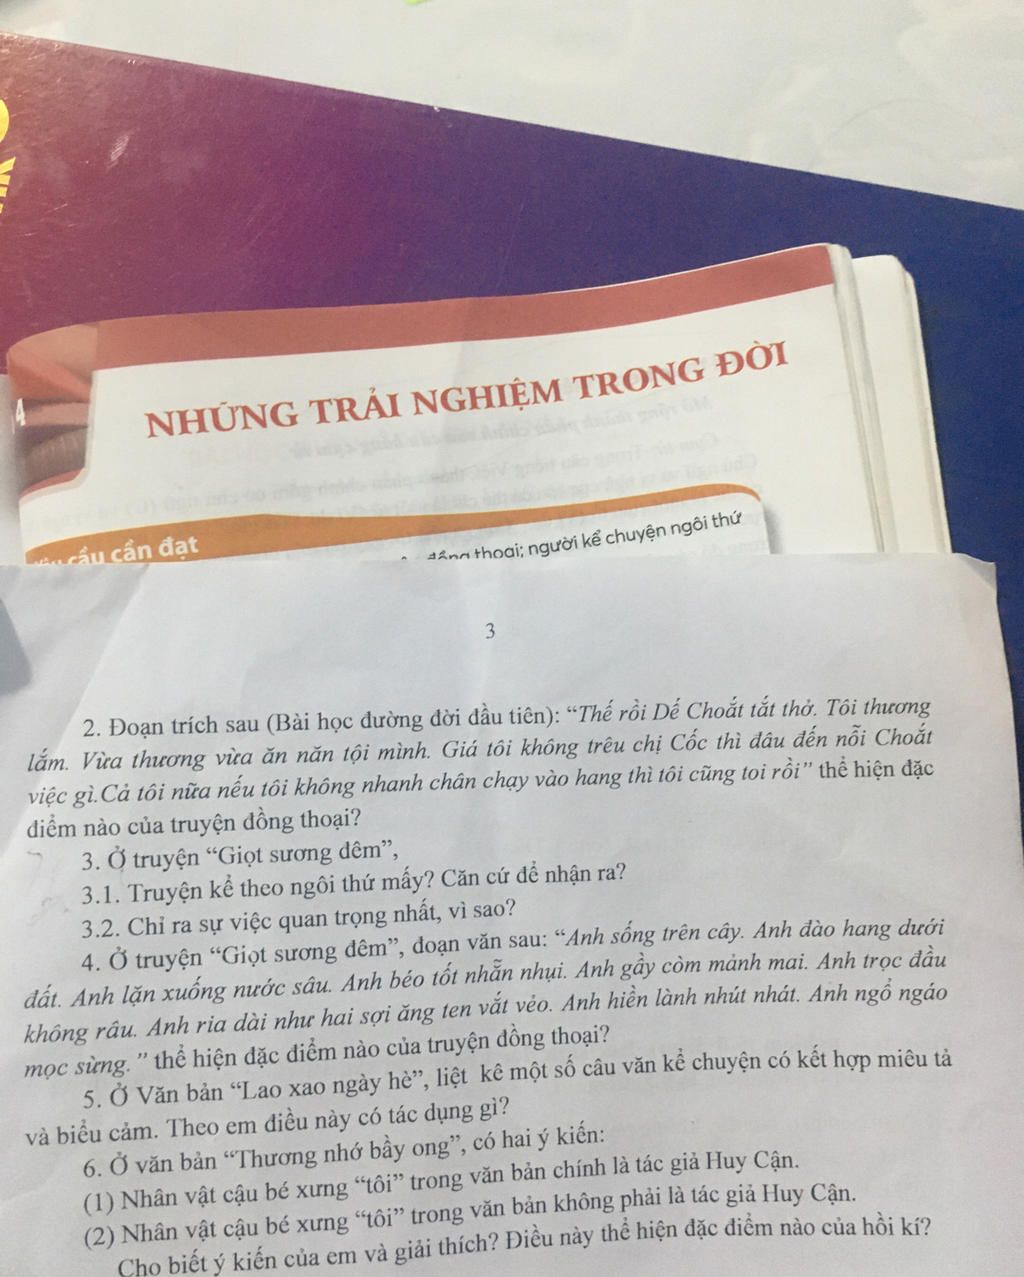 4
NHỮNG TRẢI NGHIỆM TRONG ĐỜI
cầu cần đạt
thoại; người kể chuyện ngôi thứ
3
2. Đoạn trích sau (Bài học đường đời đầu tiên): “Thế rồi Dế Choắt tắt thở. Tôi thương
lắm. Vừa thương vừa ăn năn tội mình. Giá tôi không trêu chị Cốc thì đâu đến nỗi Choắt
việc gì.Cả tôi nữa nếu tôi không nhanh chân chạy vào hang thì tôi cũng toi rồi” thể hiện đặc
điểm nào của truyện đồng thoại?
3. Ở truyện “Giọt sương đêm”,
3.1. Truyện kể theo ngôi thứ mấy? Căn cứ để nhận ra?
3.2. Chỉ ra sự việc quan trọng nhất, vì sao?
4. Ở truyện “Giọt sương đêm”, đoạn văn sau: “Anh sống trên cây. Anh đào hang dưới
đất. Anh lặn xuống nước sâu. Anh béo tốt nhẵn nhụi. Anh gầy còm mảnh mai. Anh trọc đầu
không râu. Anh ria dài như hai sợi ăng ten vắt vẻo. Anh hiền lành nhút nhát. Anh ngổ ngáo
mọc sừng.” thể hiện đặc điểm nào của truyện đồng thoại?
5. Ở Văn bản “Lao xao ngày hè”, liệt kê một số câu văn kể chuyện có kết hợp miêu tả
và biểu cảm. Theo em điều này có tác dụng gì?
6. Ở văn bản “Thương nhớ bầy ong”, có hai ý kiến:
(1) Nhân vật cậu bé xưng “tôi” trong văn bản chính là tác giả Huy Cận.
(2) Nhân vật cậu bé xưng “tôi” trong văn bản không phải là tác giả Huy Cận.
Cho biết ý kiến của em và giải thích? Điều này thể hiện đặc điểm nào của hồi kí?